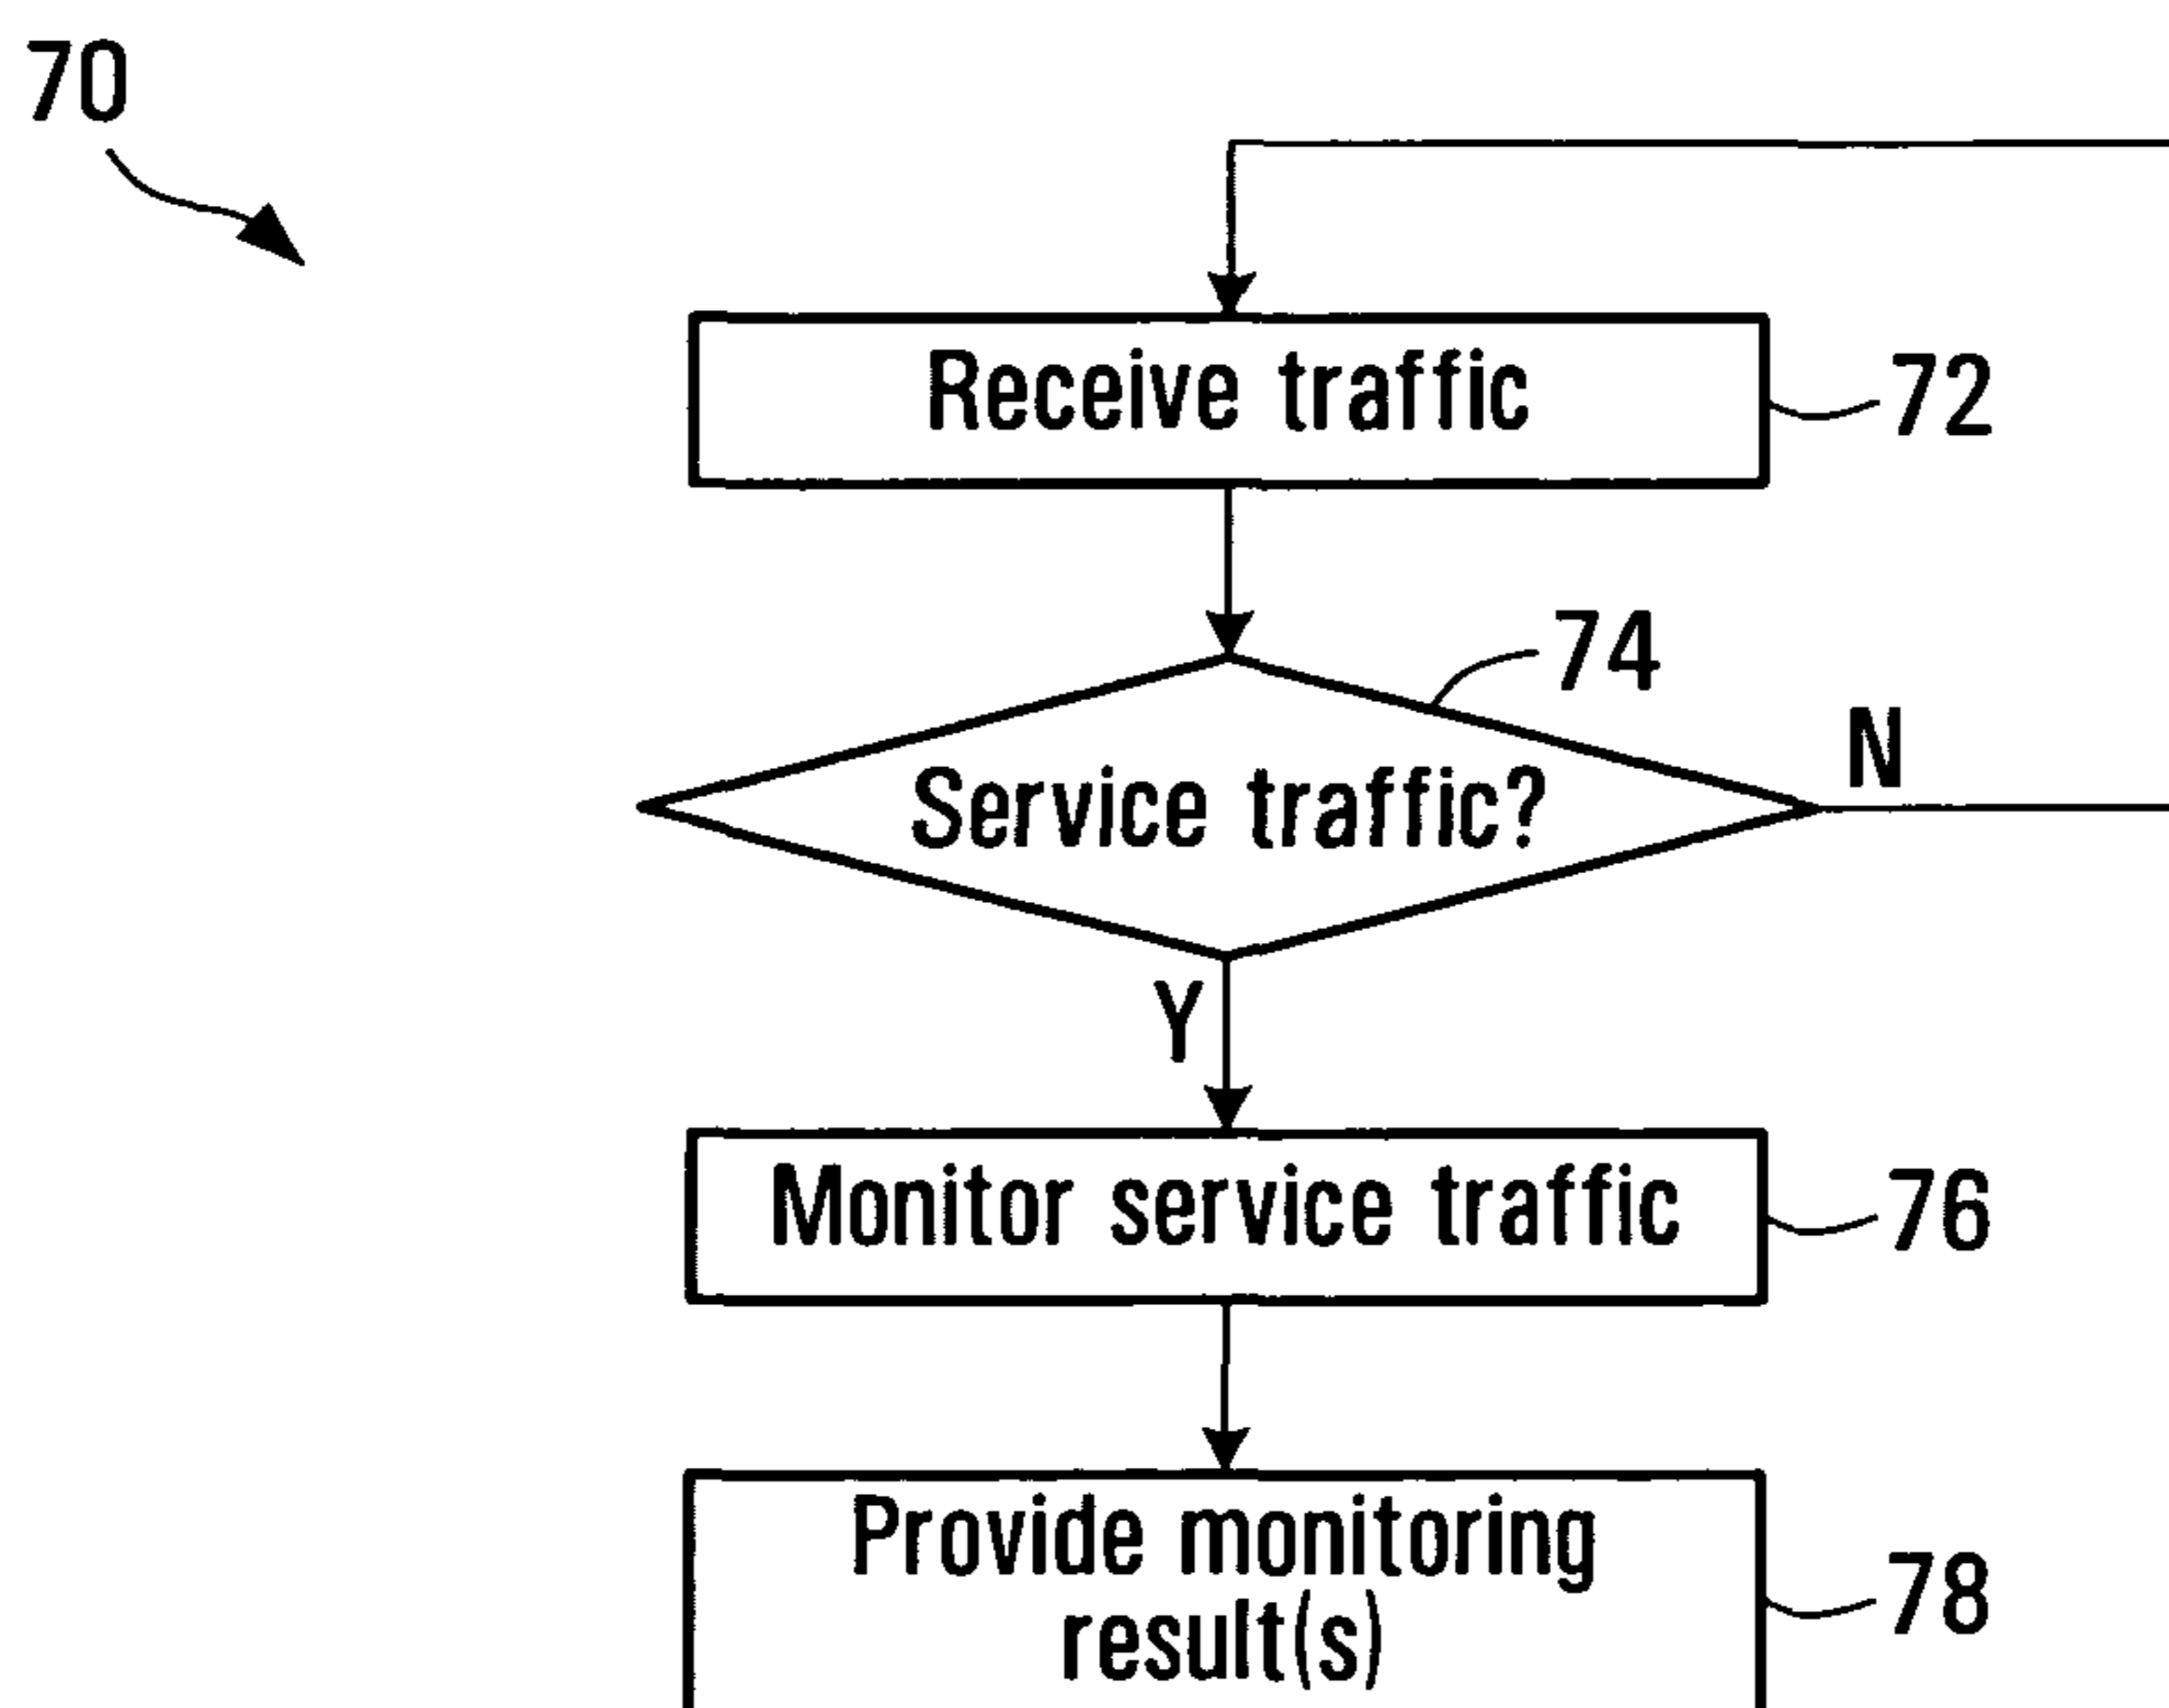 70
Receive traffic
72
74
Service traffic?
N
Y
Monitor service traffic
76
Provide monitoring
result(s)
78